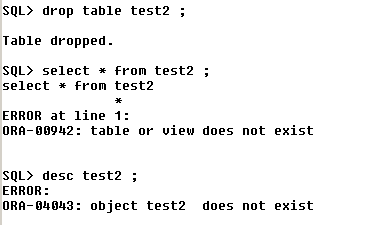 SQL> drop table test2 ;
Table dropped.
SQL> select * from test2 ;
select * from test2
*
ERROR at line 1:
ORA-00942: table or view does not exist
SQL> desc test2 ;
ERROR:
ORA-04043: object test2  does not exist